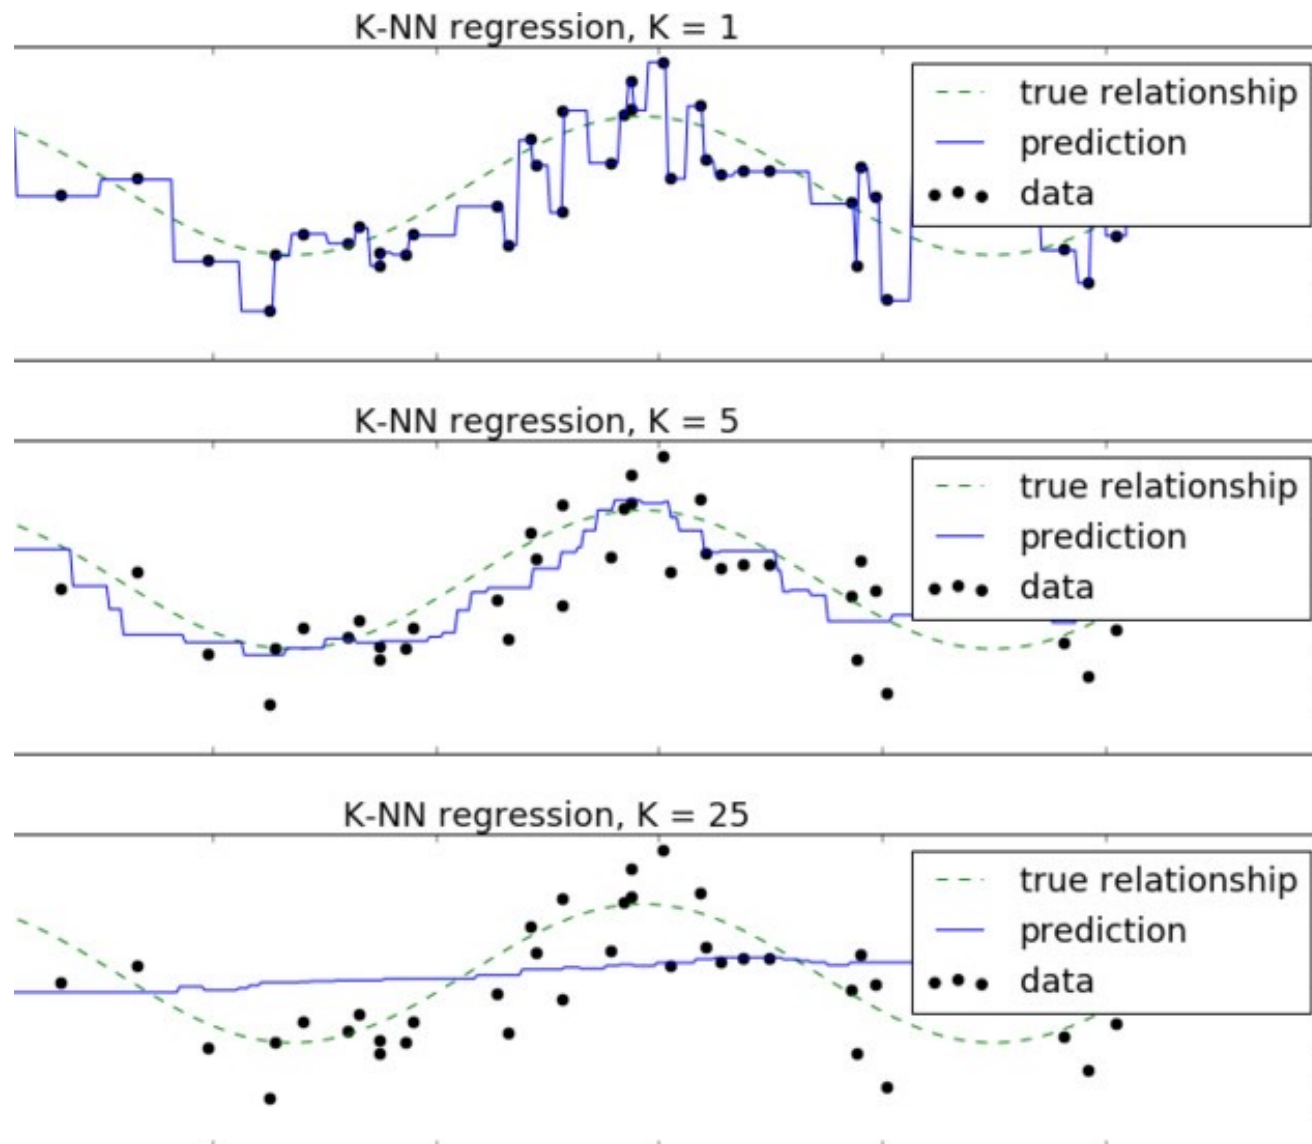 K-NN regression, K = 1
true relationship
prediction
data
K-NN regression, K = 5
true relationship
prediction
data
K-NN regression, K = 25
true relationship
prediction
data